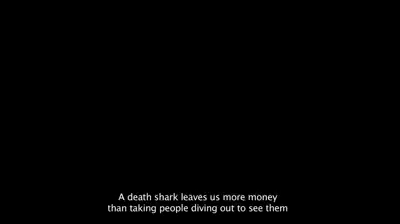 A death shark leaves us more money
than taking people diving out to see them